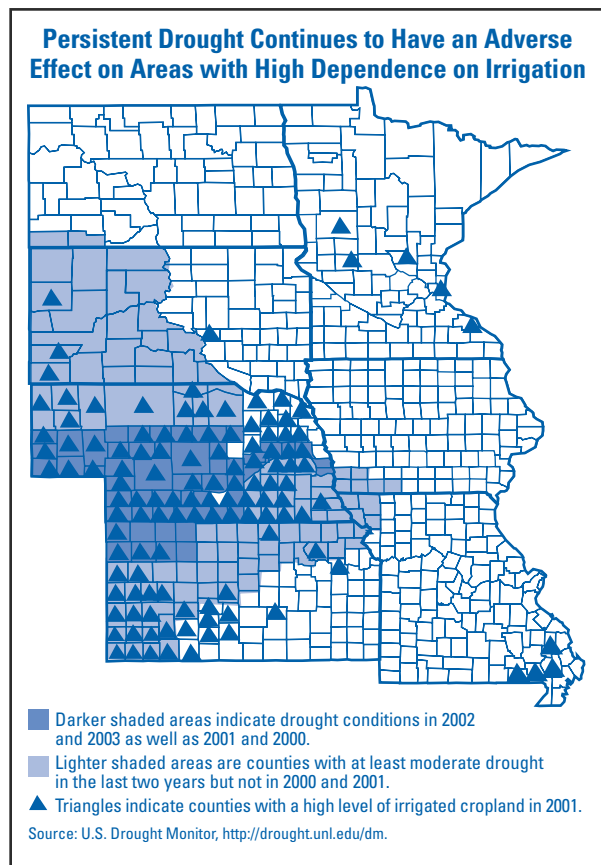 Persistent Drought Continues to Have an Adverse
Effect on Areas with High Dependence on Irrigation
Darker shaded areas indicate drought conditions in 2002
and 2003 as well as 2001 and 2000.
Lighter shaded areas are counties with at least moderate drought
in the last two years but not in 2000 and 2001.
Triangles indicate counties with a high level of irrigated cropland in 2001.
Source: U.S. Drought Monitor, http://drought.unl.edu/dm.